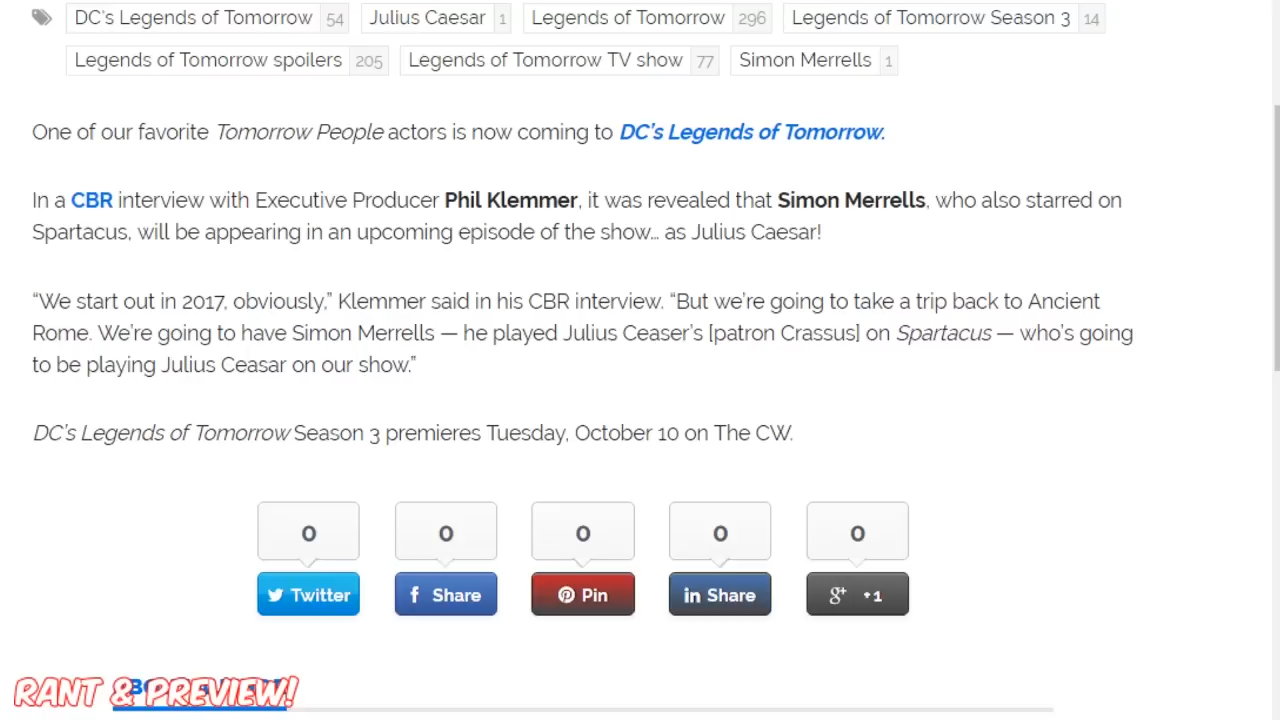 DC's Legends of Tomorrow 54 Julius Caesar 1 Legends of Tomorrow 296 Legends of Tomorrow Season 3 14
Legends of Tomorrow spoilers 205 Legends of Tomorrow TV show 77 Simon Merrells 1
One of our favorite Tomorrow People actors is now coming to DC's Legends of Tomorrow.
In a CBR interview with Executive Producer Phil Klemmer, it was revealed that Simon Merrells, who also starred on
Spartacus, will be appearing in an upcoming episode of the show... as Julius Caesar!
“We start out in 2017, obviously,” Klemmer said in his CBR interview. “But we're going to take a trip back to Ancient
Rome. We're going to have Simon Merrells — he played Julius Ceaser's [patron Crassus] on Spartacus — who's going
to be playing Julius Ceasar on our show.”
DC's Legends of Tomorrow Season 3 premieres Tuesday, October 10 on The CW.
0 0 0 0 0
Twitter Share Pin in Share g+ +1
RANT & PREVIEW!